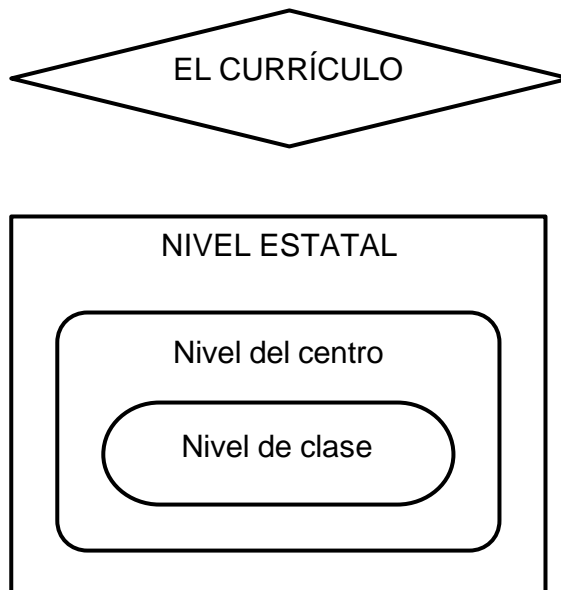 EL CURRÍCULO
NIVEL ESTATAL
Nivel del centro
Nivel de clase